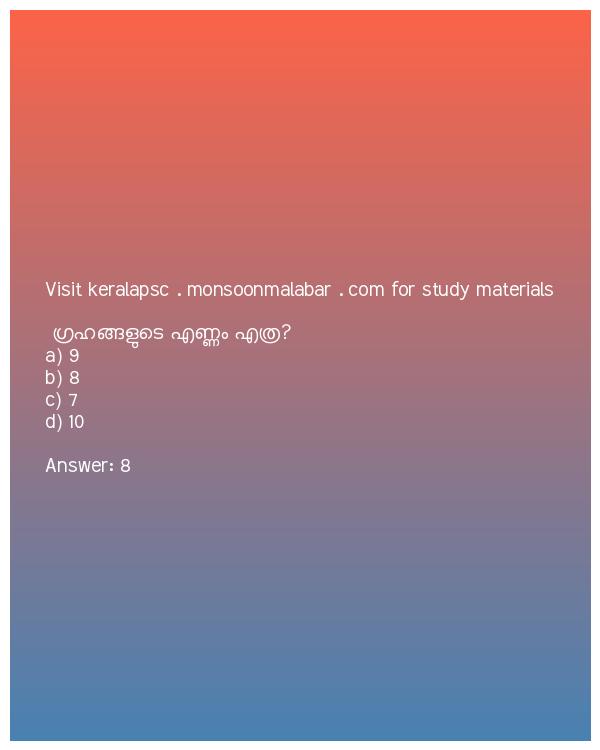 Visit keralapsc . monsoonmalabar . com for study materials
ഗ്രഹങ്ങളുടെ എണ്ണം എത്ര?
a) 9
b) 8
c) 7
d) 10
Answer: 8